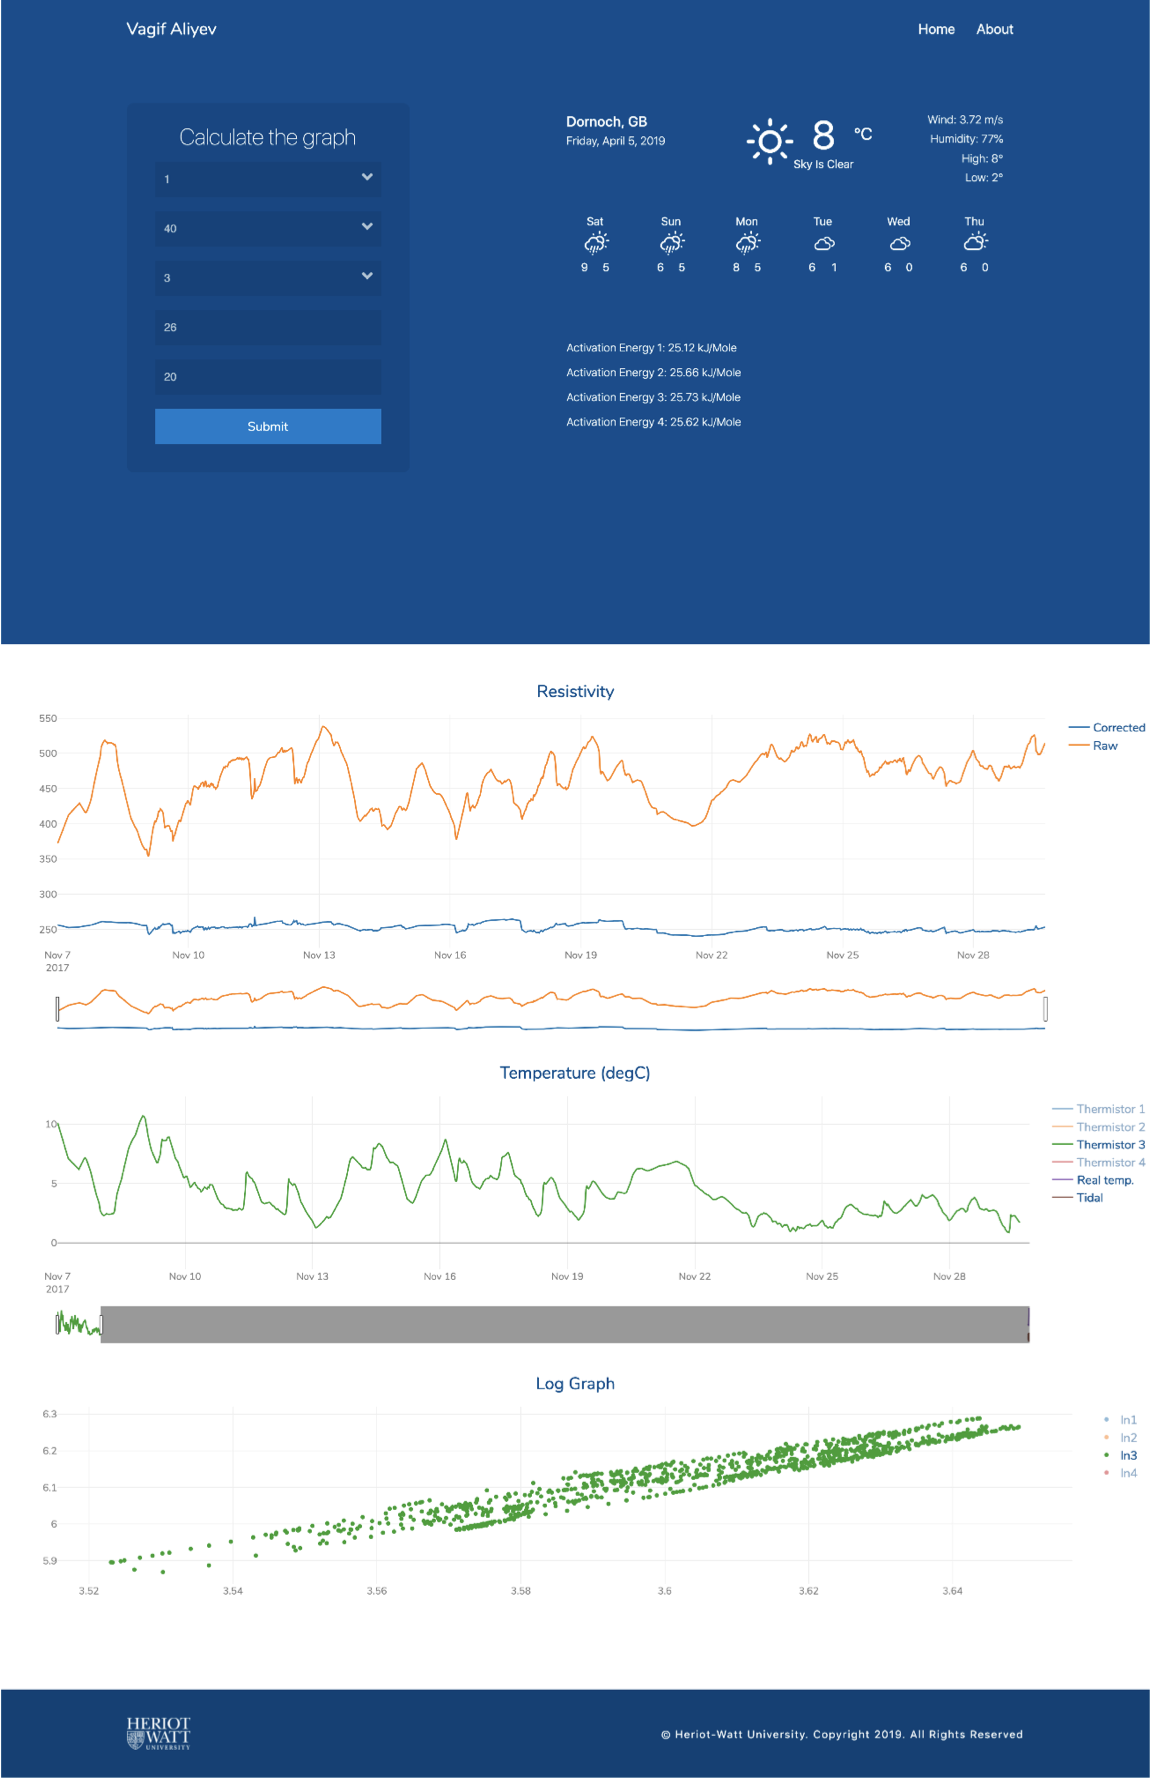 Vagif Aliyev
Home About
Calculate the graph
1
40
3
26
20
Submit
Dornoch, GB
Friday, April 5, 2019
8 °C
Sky Is Clear
Wind: 3.72 m/s
Humidity: 77%
High: 8°
Low: 2°
Sat Sun Mon Tue Wed Thu
9 5 6 5 8 5 6 1 6 0 6 0
Activation Energy 1: 25.12 kJ/Mole
Activation Energy 2: 25.66 kJ/Mole
Activation Energy 3: 25.73 kJ/Mole
Activation Energy 4: 25.62 kJ/Mole
Resistivity
550
500
450
400
350
300
250
Nov 7 Nov 10 Nov 13 Nov 16 Nov 19 Nov 22 Nov 25 Nov 28
2017
Corrected
Raw
Temperature (degC)
10
5
0
Nov 7 Nov 10 Nov 13 Nov 16 Nov 19 Nov 22 Nov 25 Nov 28
2017
Thermistor 1
Thermistor 2
Thermistor 3
Thermistor 4
Real temp.
Tidal
Log Graph
6.3
6.2
6.1
6
5.9
3.52 3.54 3.56 3.58 3.6 3.62 3.64
ln1
ln2
ln3
ln4
HERIOT
WATT
UNIVERSITY
© Heriot-Watt University. Copyright 2019. All Rights Reserved